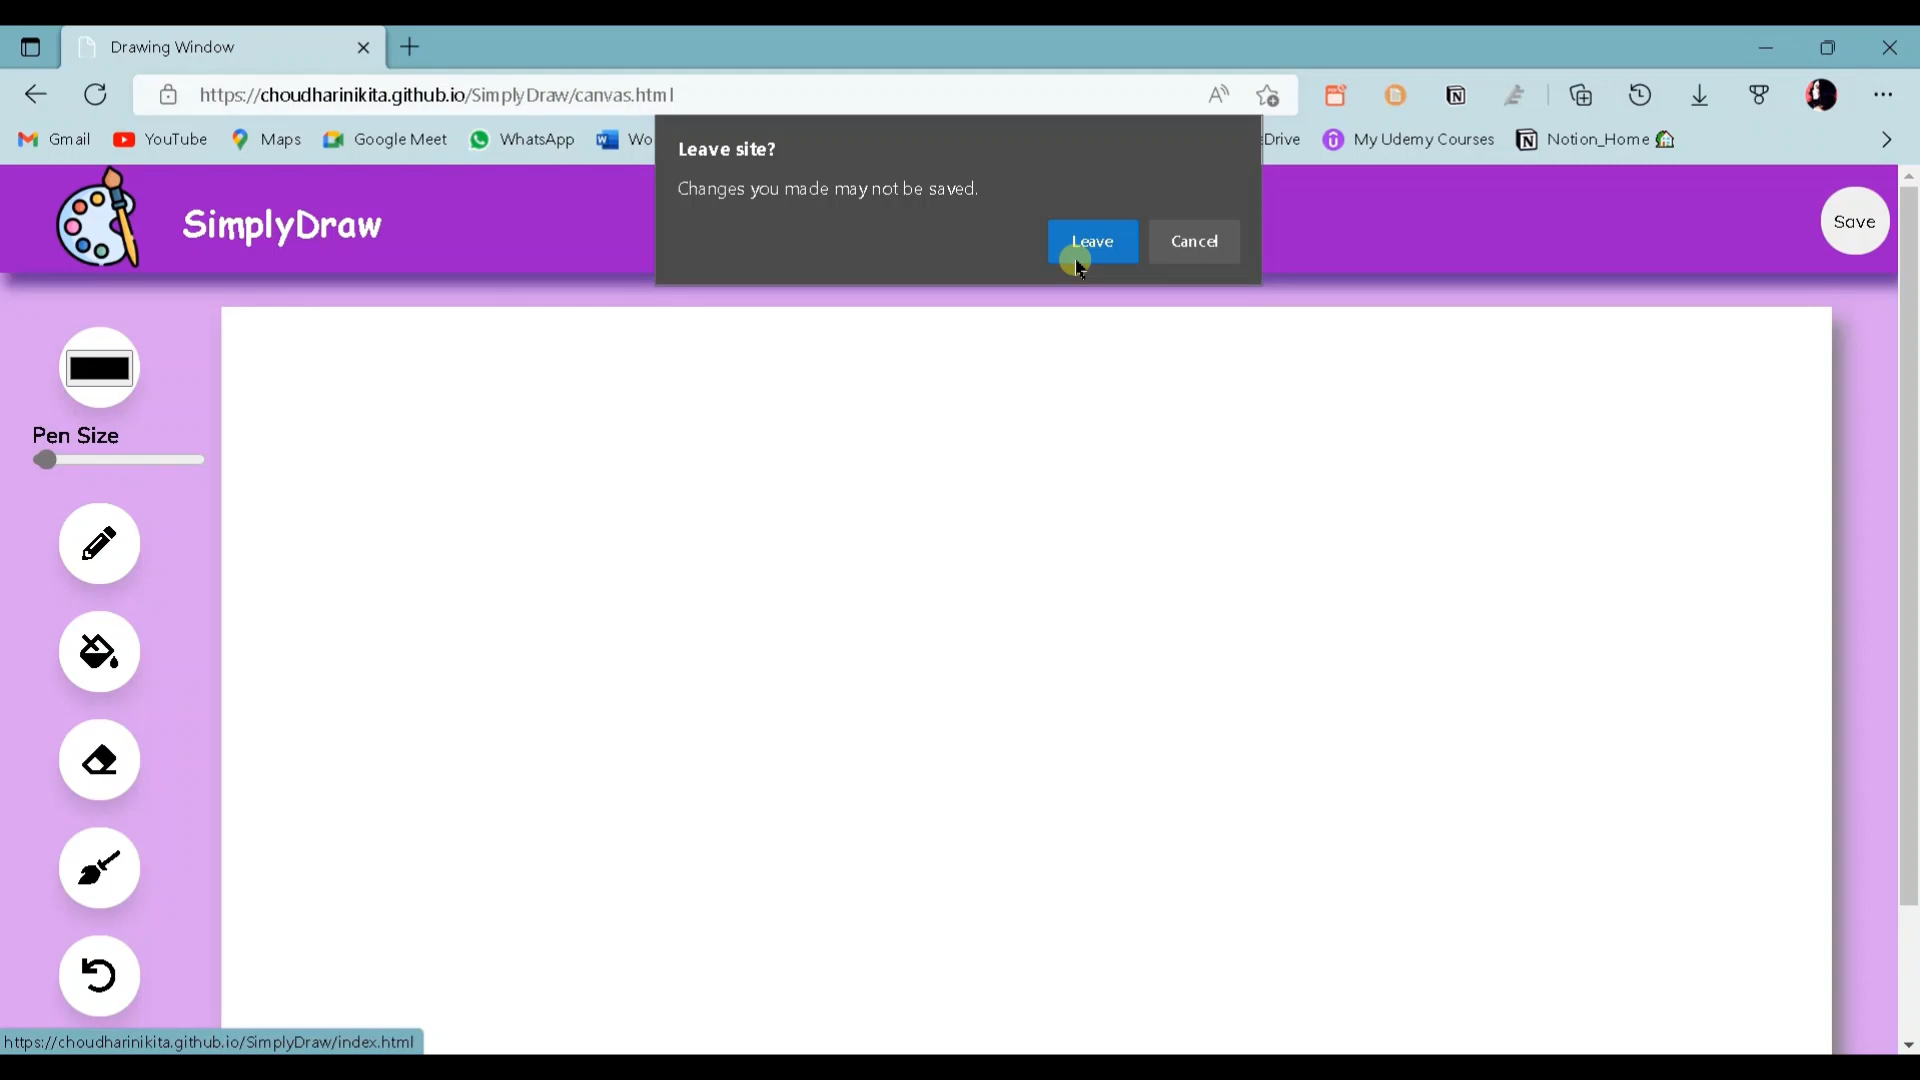 Drawing Window
https://choudharinikita.github.io/SimplyDraw/canvas.html
Gmail YouTube Maps Google Meet WhatsApp Wo
Drive My Udemy Courses Notion_Home
Leave site?
Changes you made may not be saved.
Leave Cancel
SimplyDraw
Save
Pen Size
https://choudharinikita.github.io/SimplyDraw/index.html